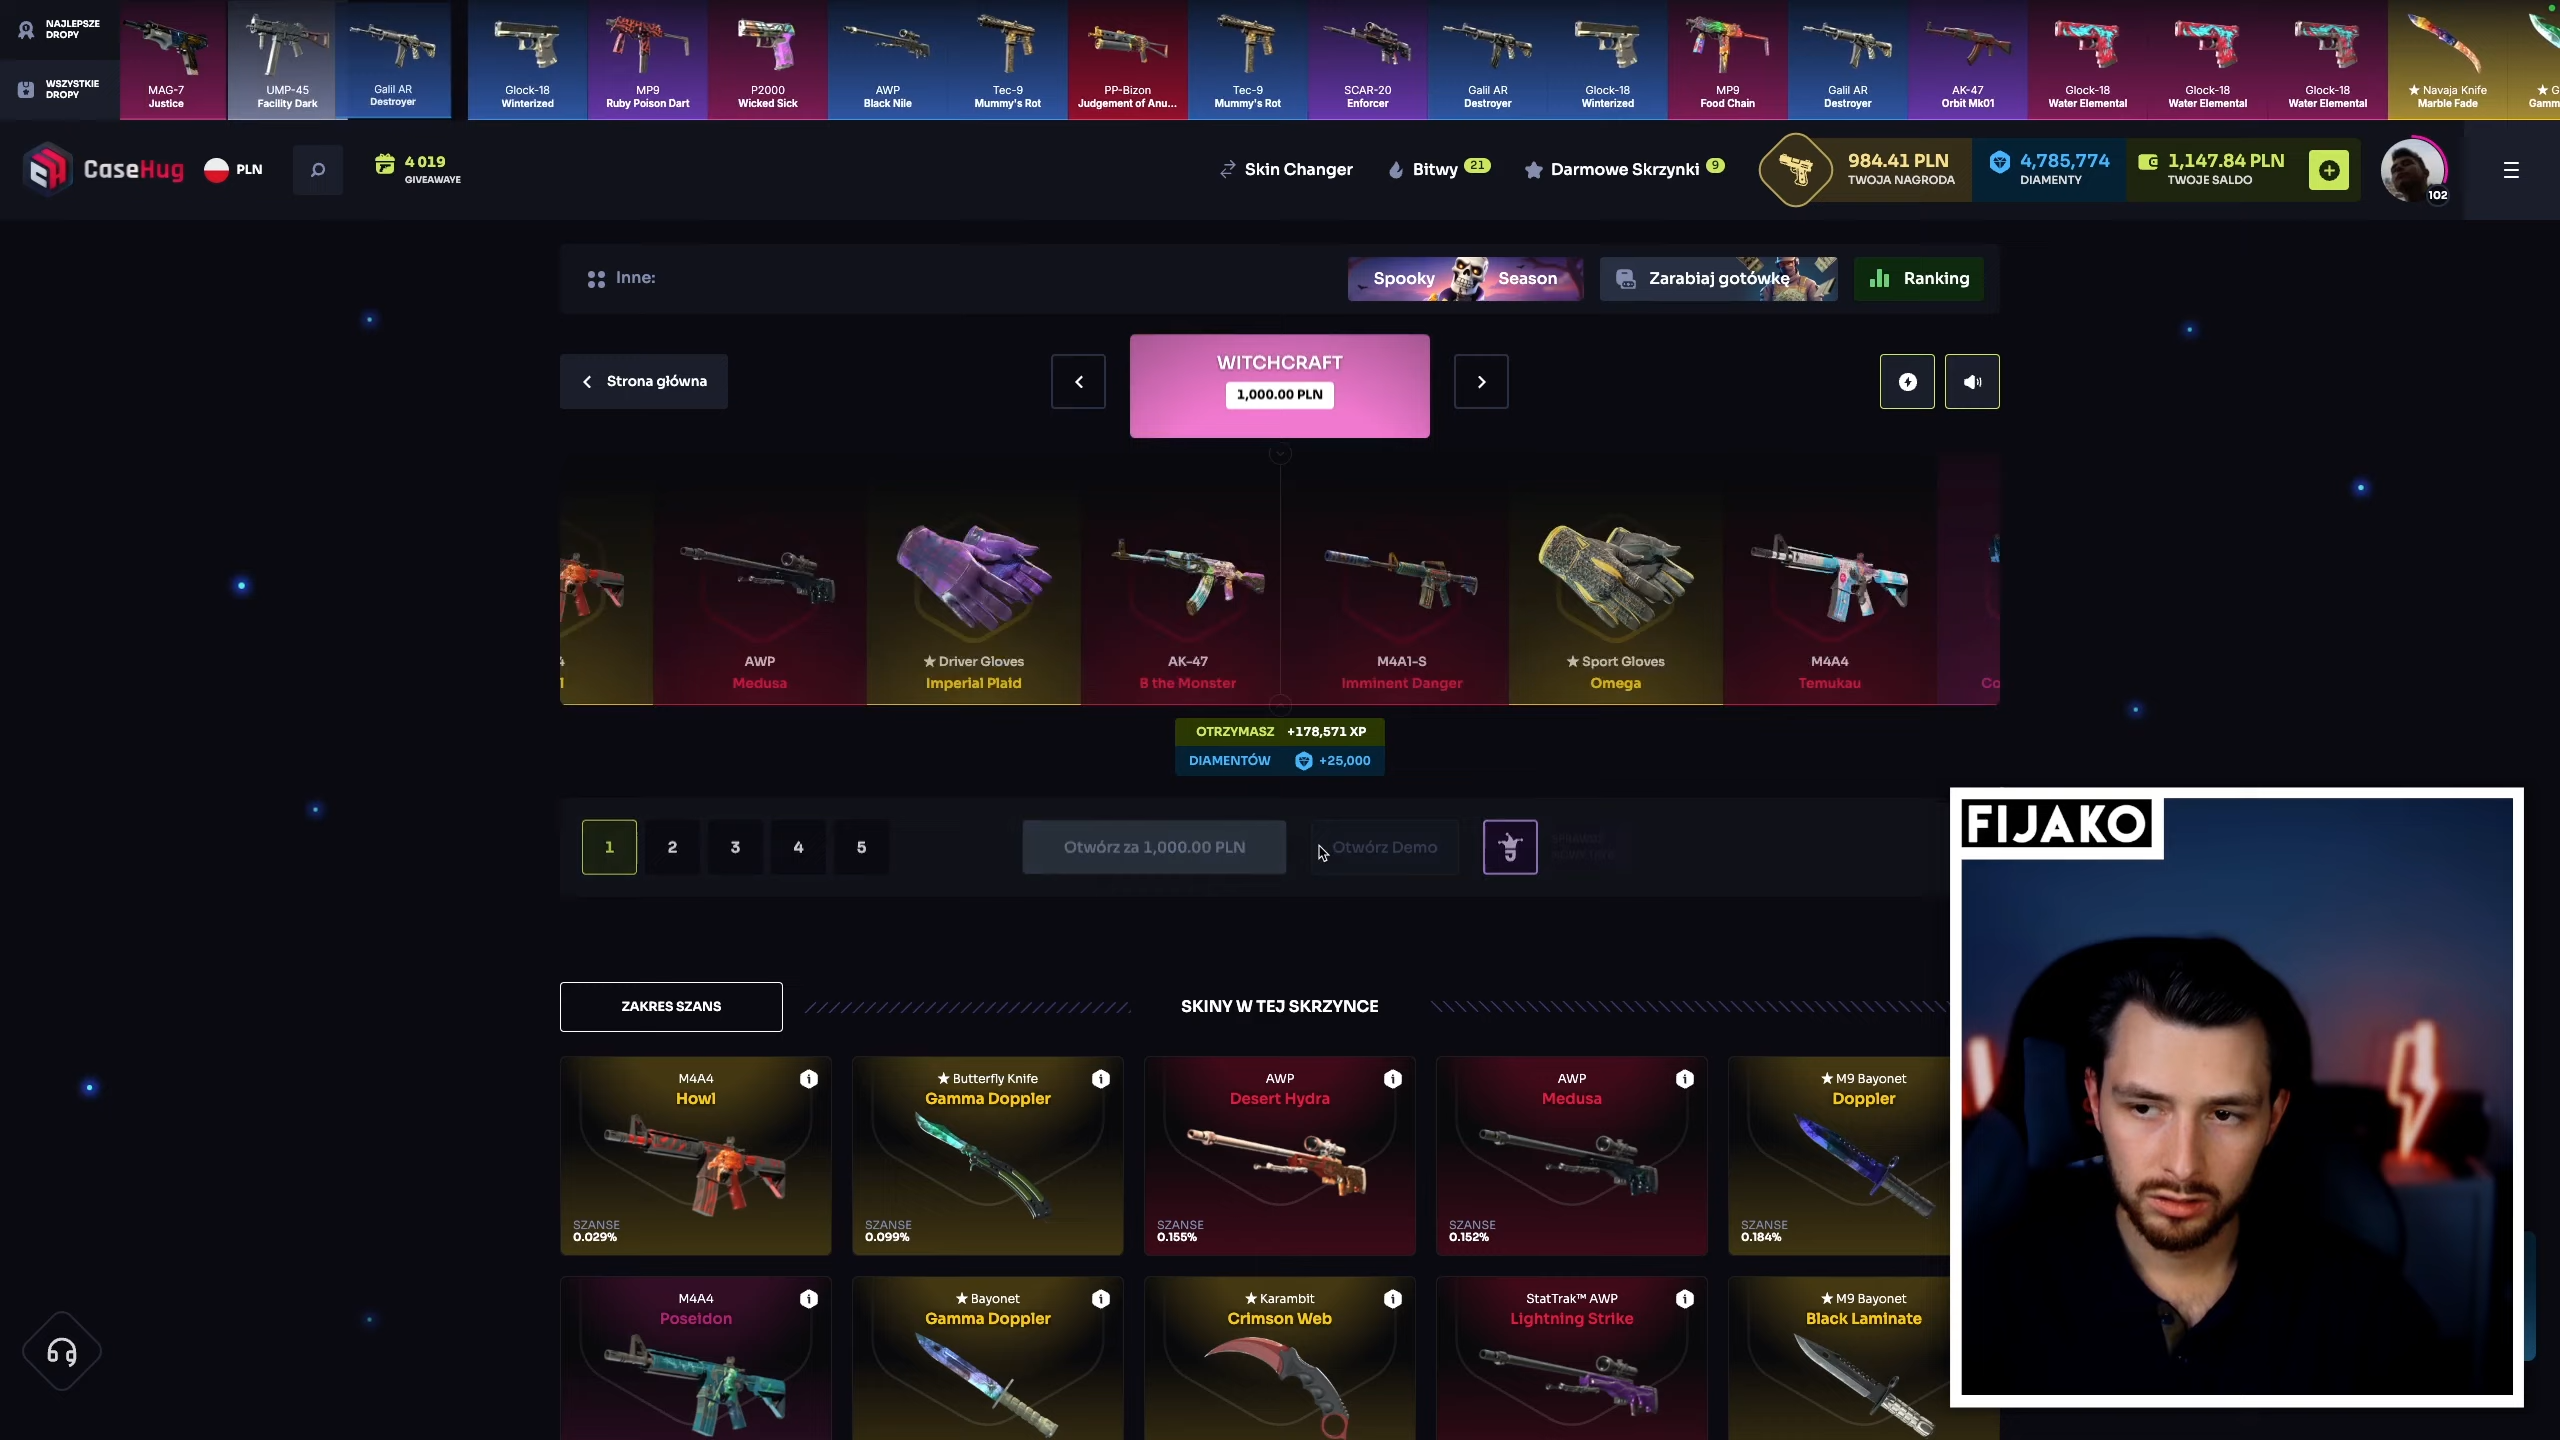 NAJLEPSZE
DROPY
WSZYSTKIE
DROPY
MAG-7
Justice
UMP-45
Facility Dark
Galil AR
Destroyer
Glock-18
Winterized
MP9
Ruby Poison Dart
P2000
Wicked Sick
AWP
Black Nile
Tec-9
Mummy's Rot
PP-Bizon
Judgement of Anu...
Tec-9
Mummy's Rot
SCAR-20
Enforcer
Galil AR
Destroyer
Glock-18
Winterized
MP9
Food Chain
Galil AR
Destroyer
AK-47
Orbit Mk01
Glock-18
Water Elemental
Glock-18
Water Elemental
Glock-18
Water Elemental
★ Navaja Knife
Marble Fade
★ G
Gamm
CaseHug
PLN
4 019
GIVEAWAYE
Skin Changer
Bitwy 21
Darmowe Skrzynki 9
984.41 PLN
TWOJA NAGRODA
4,785,774
DIAMENTY
1,147.84 PLN
TWOJE SALDO
102
Inne:
Spooky Season
Zarabiaj gotówkę
Ranking
Strona główna
WITCHCRAFT
1,000.00 PLN
AWP
Medusa
★ Driver Gloves
Imperial Plaid
AK-47
B the Monster
M4A1-S
Imminent Danger
★ Sport Gloves
Omega
M4A4
Temukau
Co
OTRZYMASZ +178,571 XP
DIAMENTÓW +25,000
1 2 3 4 5
Otwórz za 1,000.00 PLN
Otwórz Demo
FIJAKO
ZAKRES SZANS
SKINY W TEJ SKRZYNCE
M4A4
Howl
SZANSE
0.029%
★ Butterfly Knife
Gamma Doppler
SZANSE
0.099%
AWP
Desert Hydra
SZANSE
0.155%
AWP
Medusa
SZANSE
0.152%
★ M9 Bayonet
Doppler
SZANSE
0.184%
M4A4
Poseidon
★ Bayonet
Gamma Doppler
★ Karambit
Crimson Web
StatTrak™ AWP
Lightning Strike
★ M9 Bayonet
Black Laminate